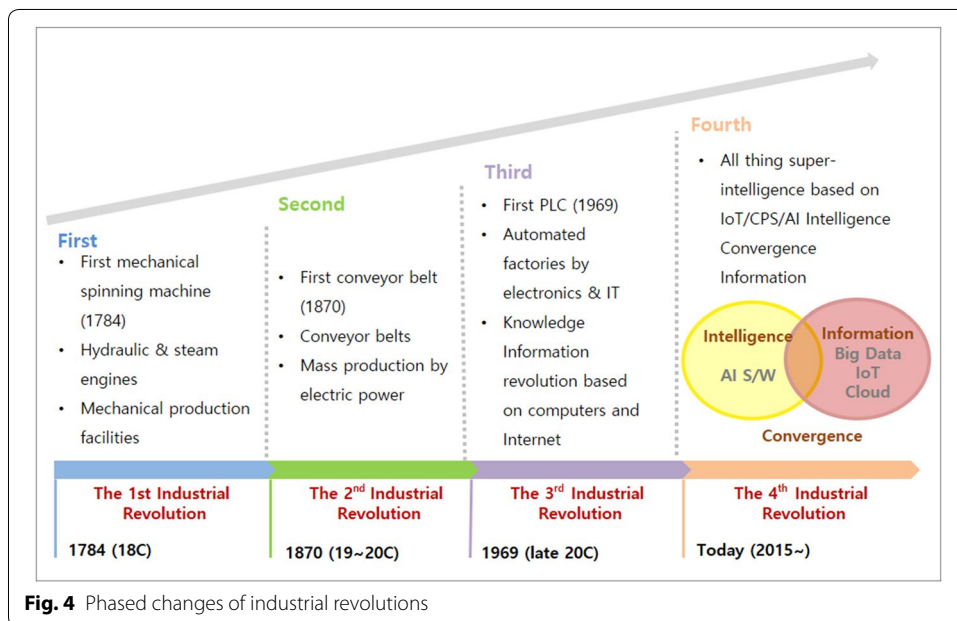 First
• First mechanical
spinning machine
(1784)
• Hydraulic & steam
engines
• Mechanical production
facilities
Second
• First conveyor belt
(1870)
• Conveyor belts
• Mass production by
electric power
Third
• First PLC (1969)
• Automated
factories by
electronics & IT
• Knowledge
Information
revolution based
on computers and
Internet
Fourth
• All thing super-
intelligence based on
IoT/CPS/AI Intelligence
Convergence
Information
Intelligence
AI S/W
Information
Big Data
IoT
Cloud
Convergence
The 1st Industrial
Revolution
1784 (18C)
The 2nd Industrial
Revolution
1870 (19~20C)
The 3rd Industrial
Revolution
1969 (late 20C)
The 4th Industrial
Revolution
Today (2015~)
Fig. 4 Phased changes of industrial revolutions